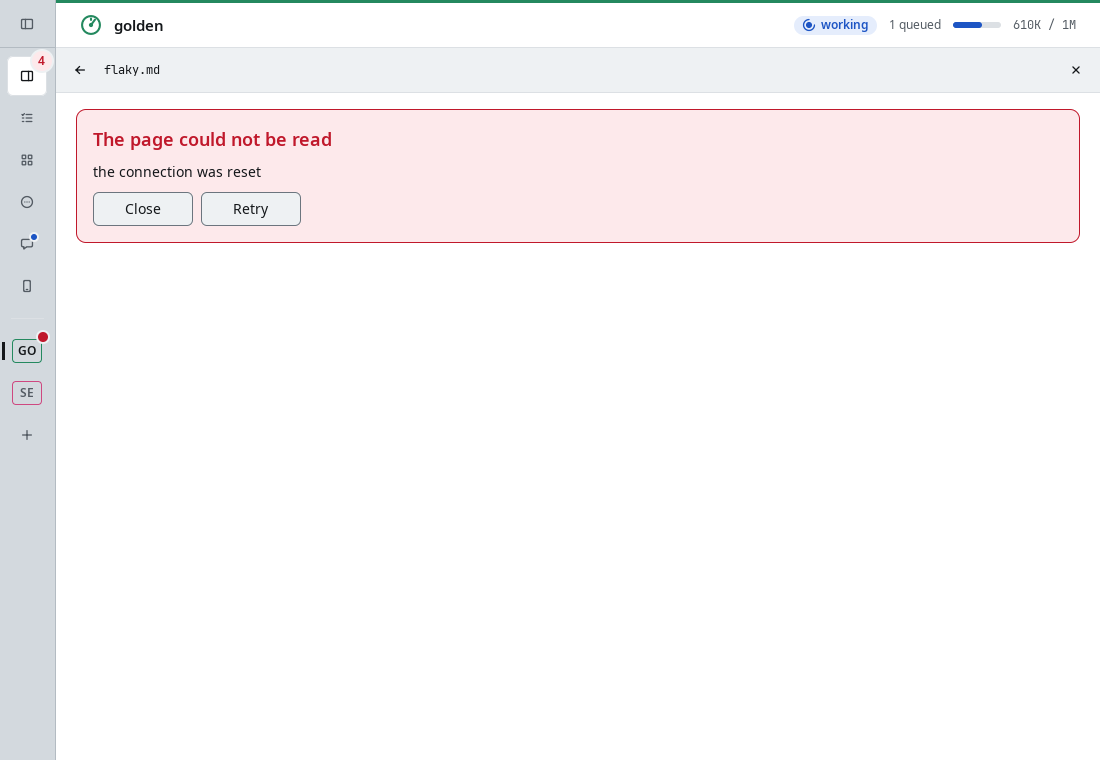 golden
working
1 queued
610K / 1M
4
flaky.md
The page could not be read
the connection was reset
Close
Retry
GO
SE